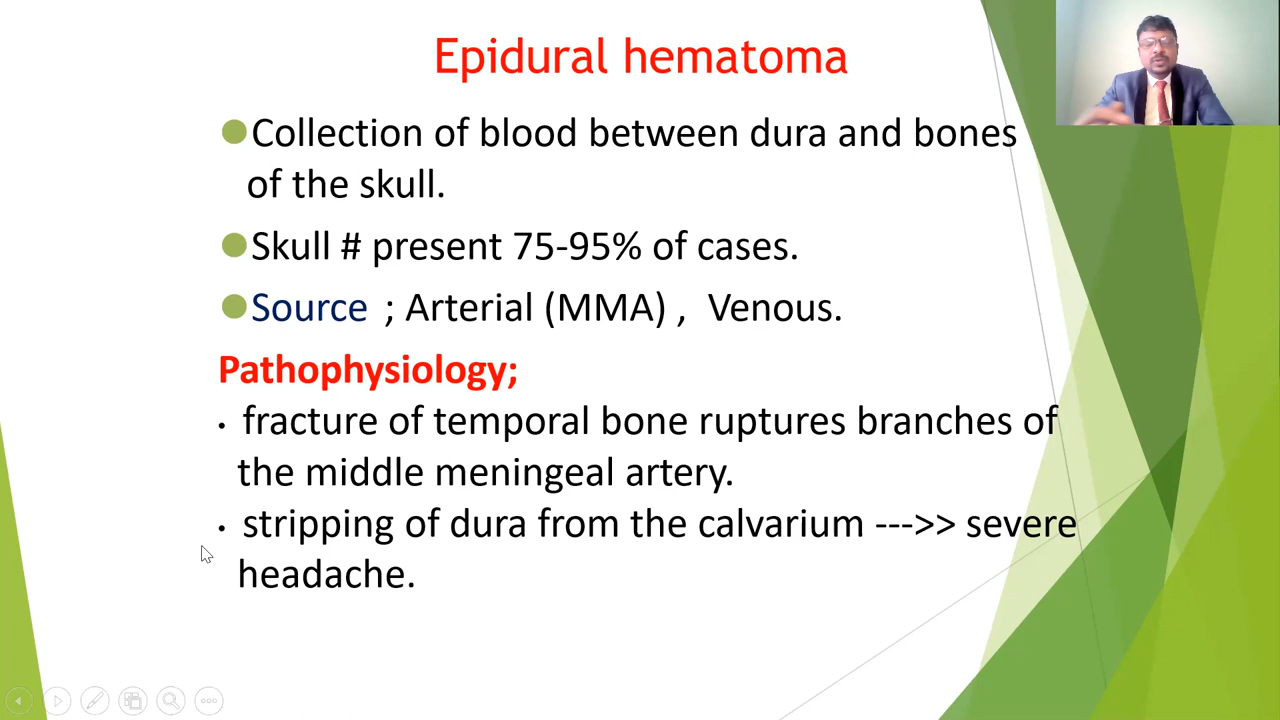 Epidural hematoma
Collection of blood between dura and bones
of the skull.
Skull # present 75-95% of cases.
Source ; Arterial (MMA) , Venous.
Pathophysiology;
• fracture of temporal bone ruptures branches of
the middle meningeal artery.
• stripping of dura from the calvarium --->> severe
headache.